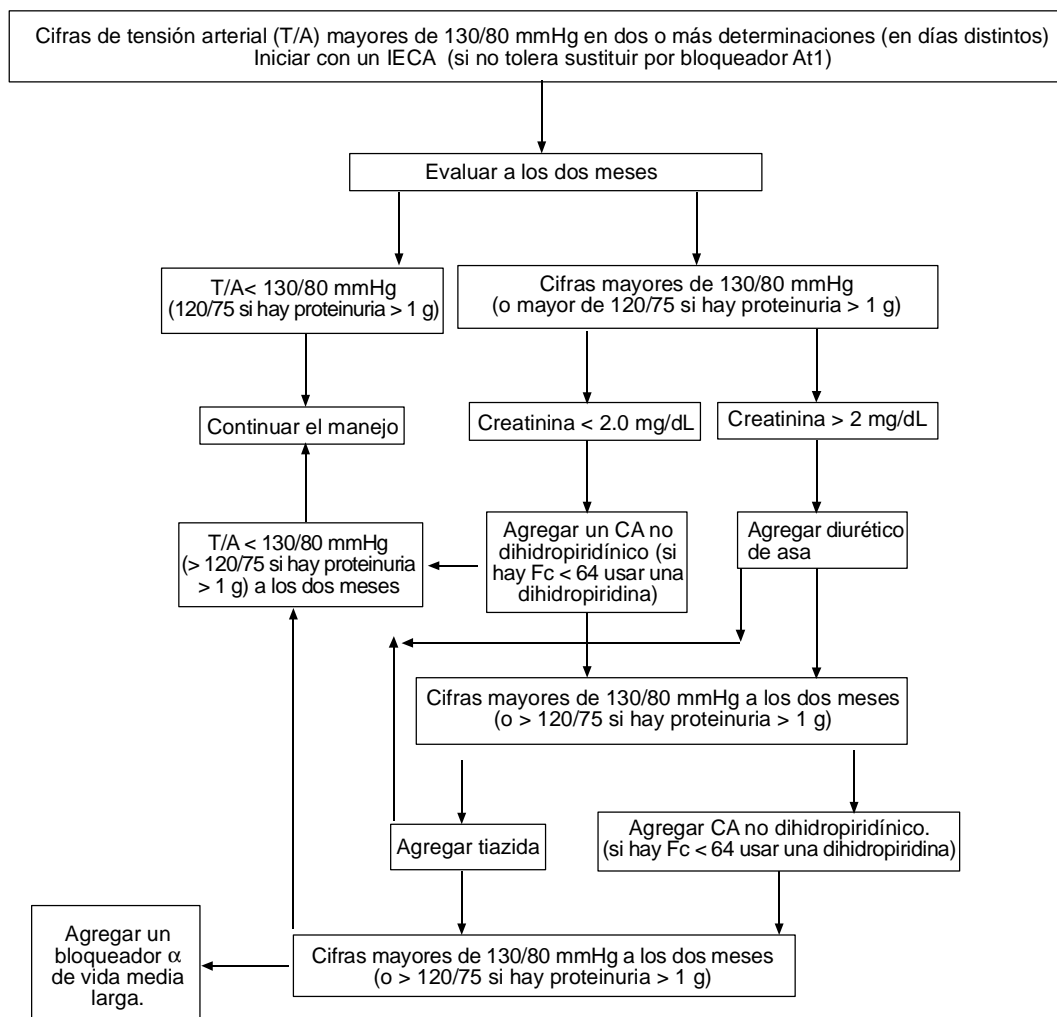 Cifras de tensión arterial (T/A) mayores de 130/80 mmHg en dos o más determinaciones (en días distintos)
Iniciar con un IECA (si no tolera sustituir por bloqueador At1)
Evaluar a los dos meses
T/A< 130/80 mmHg
(120/75 si hay proteinuria > 1 g)
Cifras mayores de 130/80 mmHg
(o mayor de 120/75 si hay proteinuria > 1 g)
Continuar el manejo
Creatinina < 2.0 mg/dL
Creatinina > 2 mg/dL
T/A < 130/80 mmHg
(> 120/75 si hay proteinuria
> 1 g) a los dos meses
Agregar un CA no
dihidropiridínico (si
hay Fc < 64 usar una
dihidropiridina)
Agregar diurético
de asa
Cifras mayores de 130/80 mmHg a los dos meses
(o > 120/75 si hay proteinuria > 1 g)
Agregar tiazida
Agregar CA no dihidropiridínico.
(si hay Fc < 64 usar una dihidropiridina)
Agregar un
bloqueador α
de vida media
larga.
Cifras mayores de 130/80 mmHg a los dos meses
(o > 120/75 si hay proteinuria > 1 g)